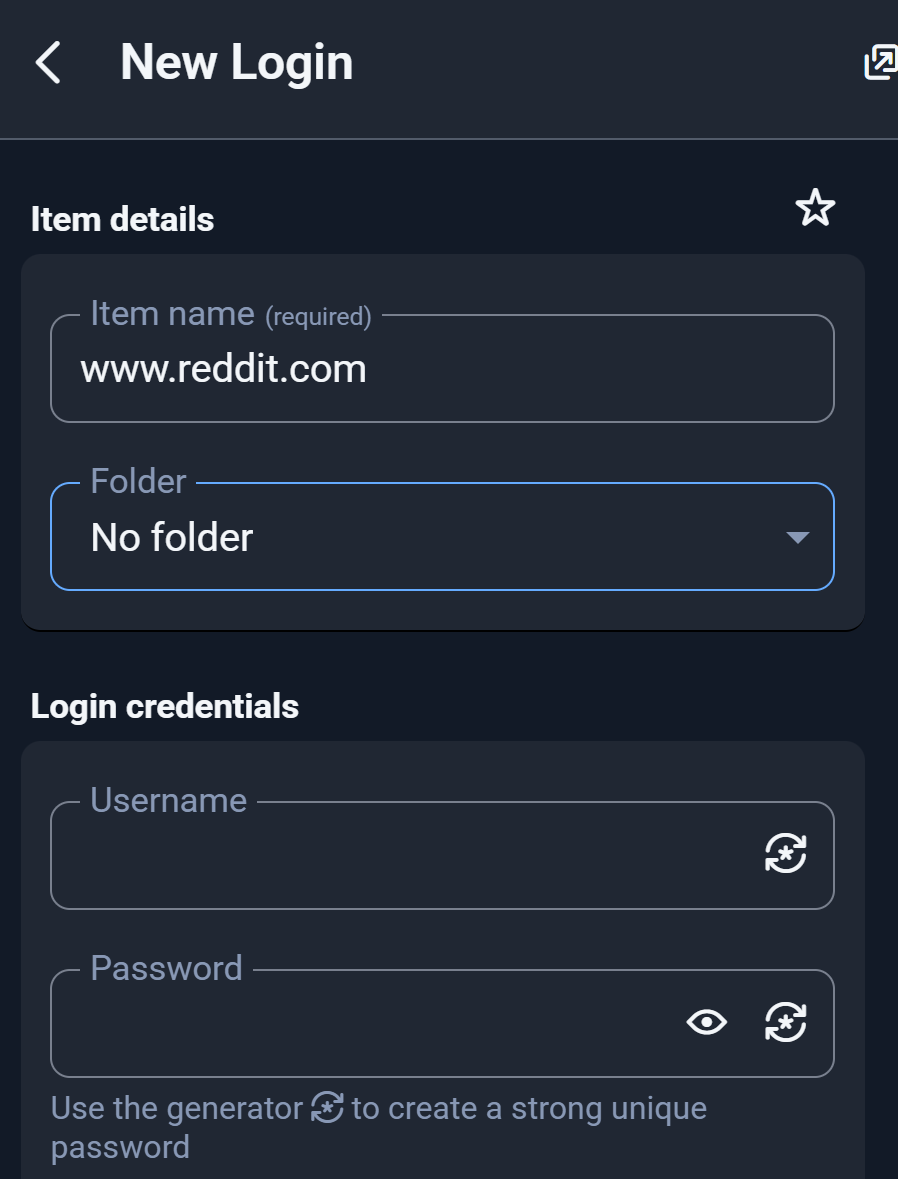 New Login
Item details
Item name (required)
www.reddit.com
Folder
No folder
Login credentials
Username
Password
Use the generator to create a strong unique
password